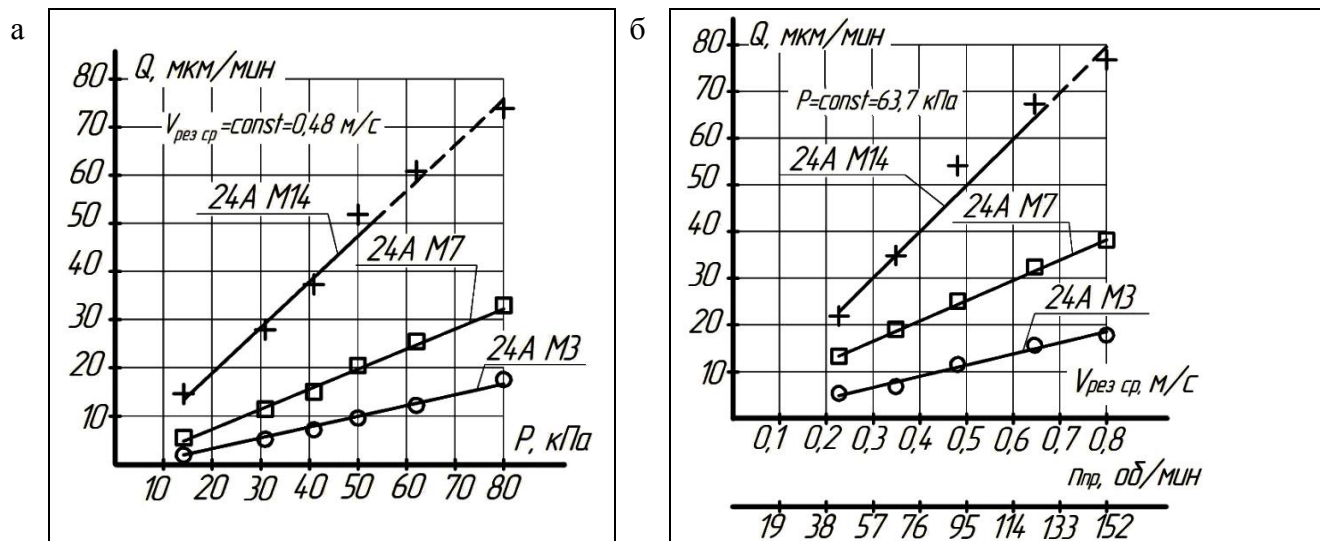 а
Q, мкм/мин
80
70
60
50
40
30
20
10
Vрез ср=const=0,48 м/с
24А М14
24А М7
24А М3
P, кПа
10 20 30 40 50 60 70 80
б
Q, мкм/мин
80
70
60
50
40
30
20
10
P=const=63,7 кПа
24А М14
24А М7
24А М3
Vрез ср, м/с
0,1 0,2 0,3 0,4 0,5 0,6 0,7 0,8
nпр, об/мин
19 38 57 76 95 114 133 152